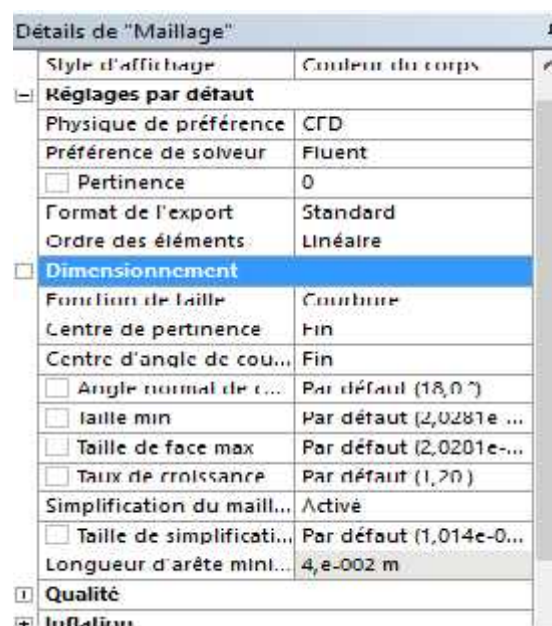 Détails de "Maillage"
Style d'affichage Couleur du corps
Réglages par défaut
Physique de préférence CFD
Préférence de solveur Fluent
Pertinence 0
Format de l'export Standard
Ordre des éléments Linéaire
Dimensionnement
Fonction de taille Courbure
Centre de pertinence Fin
Centre d'angle de cou... Fin
Angle normal de c... Par défaut (18,0 °)
Taille min Par défaut (2,0281e-...
Taille de face max Par défaut (2,0281e-...
Taux de croissance Par défaut (1,20 )
Simplification du maill... Activé
Taille de simplificati... Par défaut (1,014e-0...
Longueur d'arête mini... 4,e-002 m
Qualité
Inflation